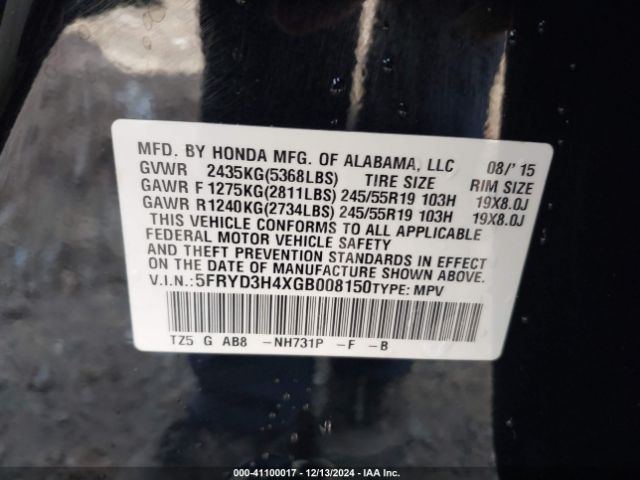 MFD. BY HONDA MFG. OF ALABAMA, LLC 08/'15
GVWR 2435KG(5368LBS) TIRE SIZE RIM SIZE
GAWR F 1275KG(2811LBS) 245/55R19 103H 19X8.0J
GAWR R1240KG(2734LBS) 245/55R19 103H 19X8.0J
THIS VEHICLE CONFORMS TO ALL APPLICABLE
FEDERAL MOTOR VEHICLE SAFETY
AND THEFT PREVENTION STANDARDS IN EFFECT
ON THE DATE OF MANUFACTURE SHOWN ABOVE.
V.I.N.:5FRYD3H4XGB008150TYPE: MPV
TZ5 G AB8 -NH731P -F -B
000-41100017 - 12/13/2024 - IAA Inc.